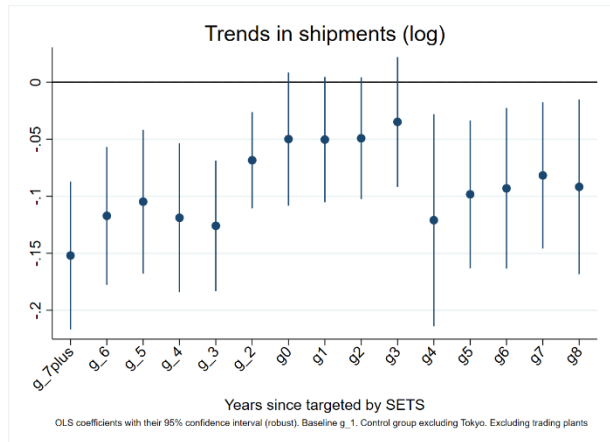 Trends in shipments (log)
0
-.05
-.1
-.15
-.2
g_7plus
g_6
g_5
g_4
g_3
g_2
g0
g1
g2
g3
g4
g5
g6
g7
g8
Years since targeted by SETS
OLS coefficients with their 95% confidence interval (robust). Baseline g_1. Control group excluding Tokyo. Excluding trading plants